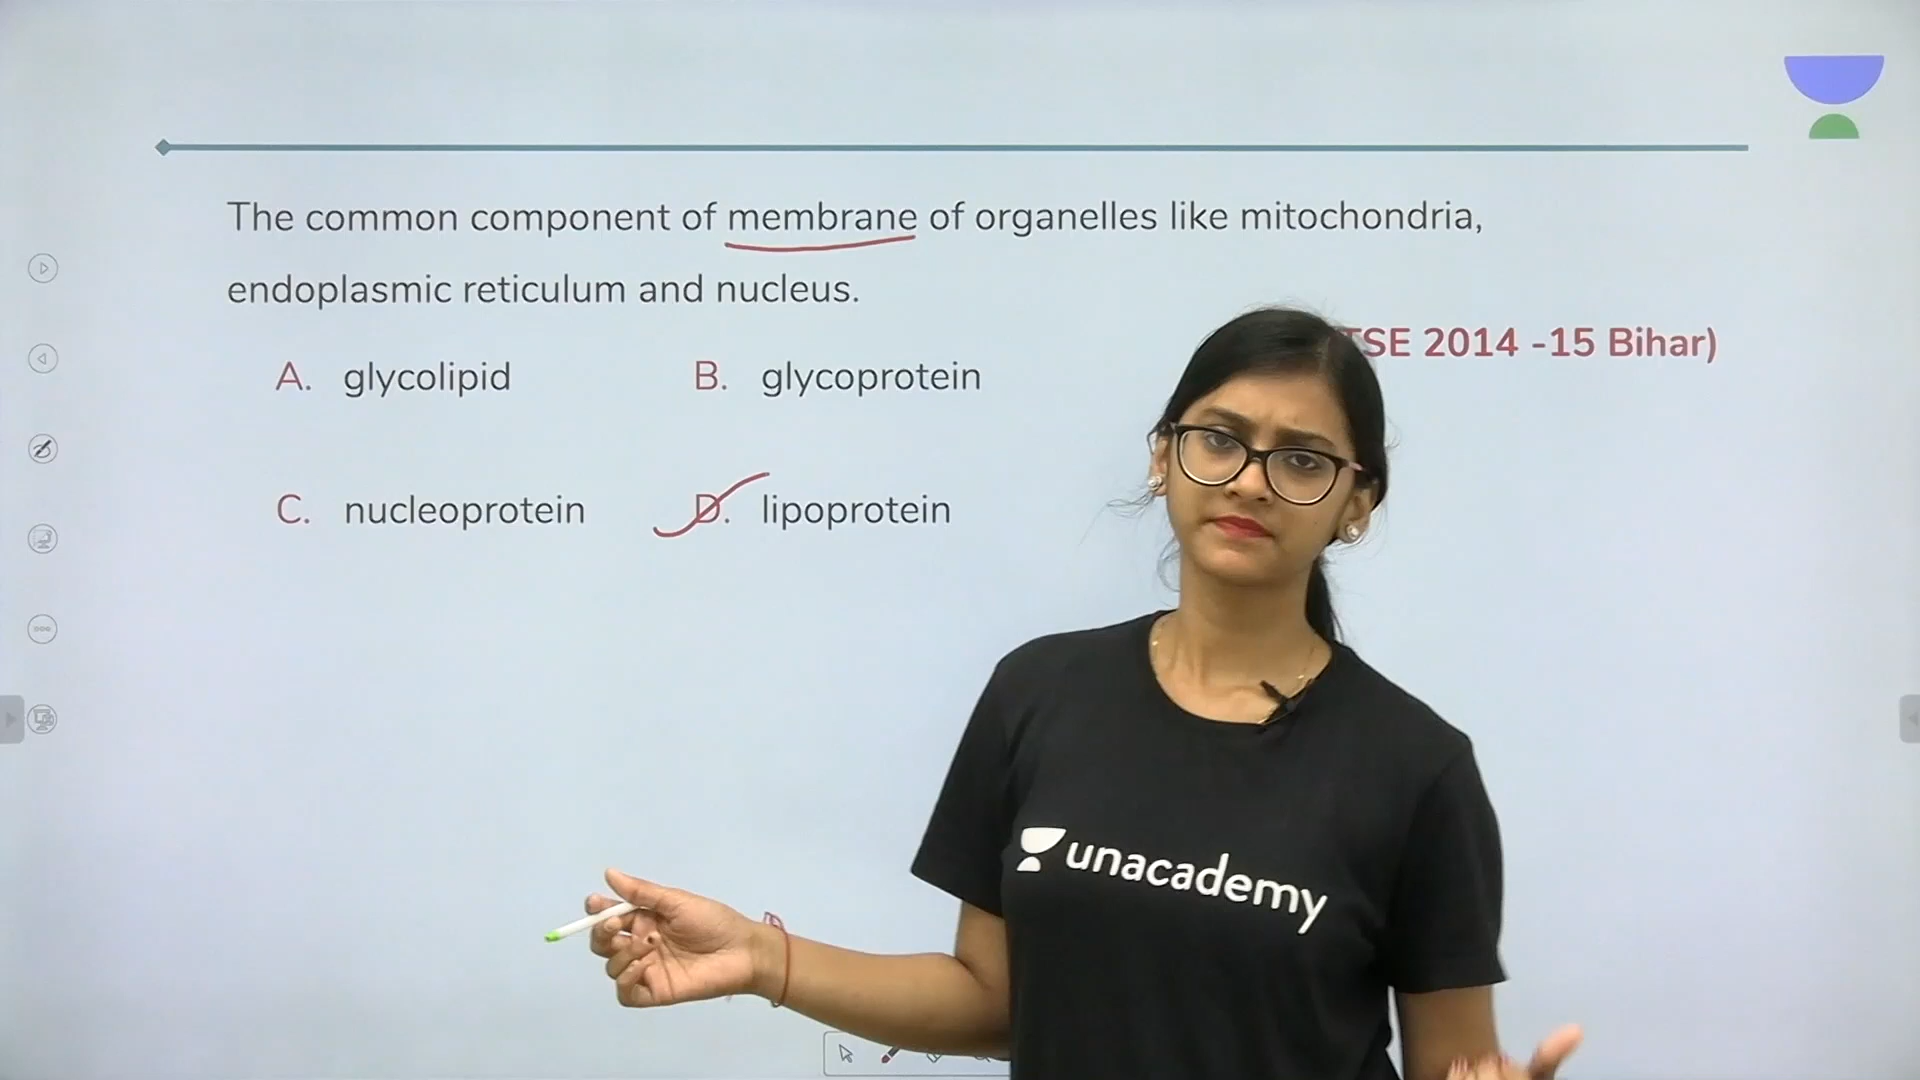 The common component of membrane of organelles like mitochondria,
endoplasmic reticulum and nucleus.
TSE 2014 -15 Bihar)
A. glycolipid B. glycoprotein
C. nucleoprotein D. lipoprotein
unacademy